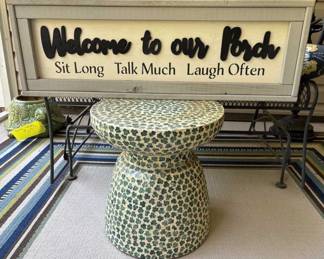 Welcome to our Porch
Sit Long Talk Much Laugh Often